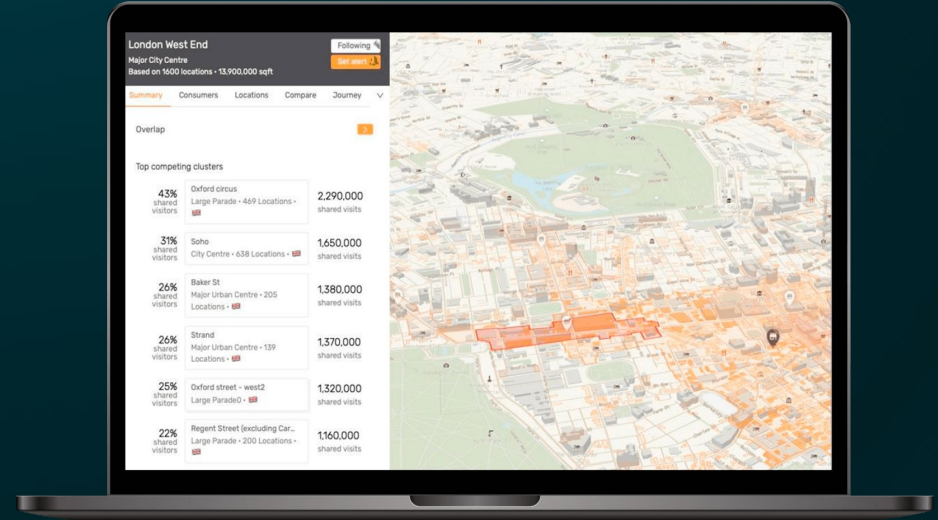 London West End
Following
Major City Centre
Set alert
Based on 1600 locations • 13,900,000 sqft
Summary
Consumers
Locations
Compare
Journey
Overlap
Top competing clusters
43%
shared
visitors
Oxford circus
Large Parade • 469 Locations •
2,290,000
shared visits
31%
shared
visitors
Soho
City Centre • 638 Locations •
1,650,000
shared visits
26%
shared
visitors
Baker St
Major Urban Centre • 205
Locations •
1,380,000
shared visits
26%
shared
visitors
Strand
Major Urban Centre • 139
Locations •
1,370,000
shared visits
25%
shared
visitors
Oxford street - west2
Large Parade0 •
1,320,000
shared visits
22%
shared
visitors
Regent Street (excluding Car...
Large Parade • 200 Locations •
1,160,000
shared visits